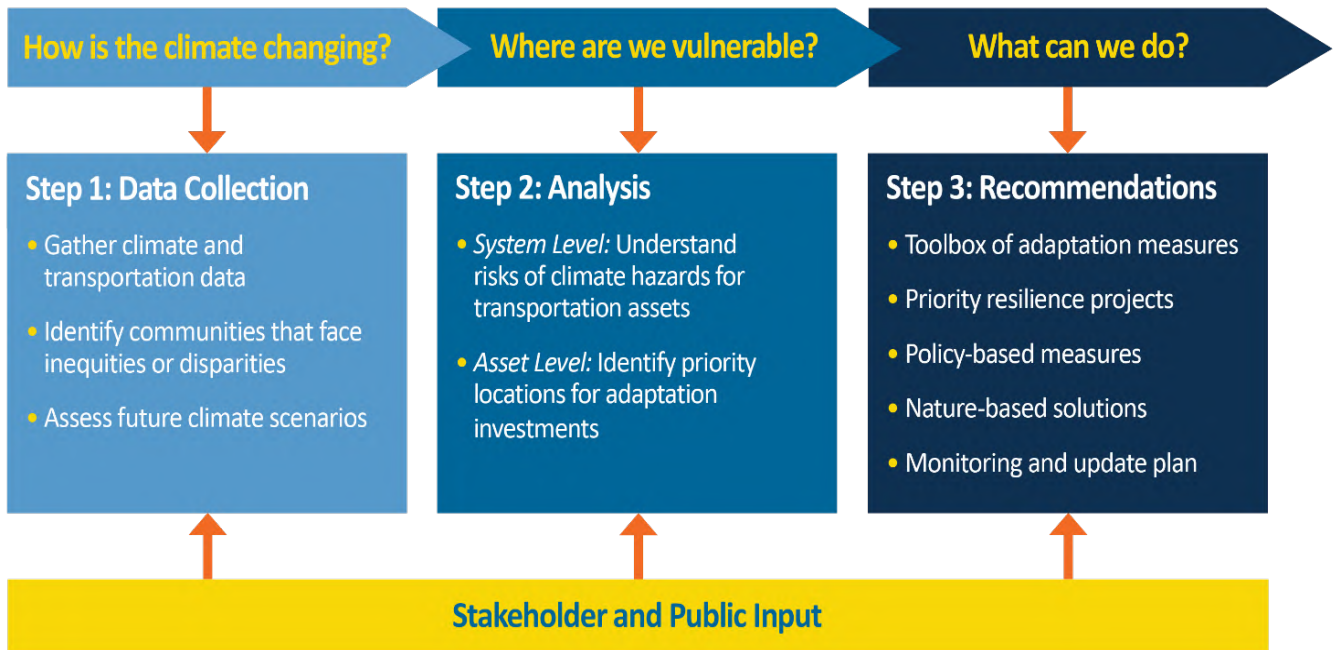 How is the climate changing?
Where are we vulnerable?
What can we do?
Step 1: Data Collection
• Gather climate and
transportation data
• Identify communities that face
inequities or disparities
• Assess future climate scenarios
Step 2: Analysis
• System Level: Understand
risks of climate hazards for
transportation assets
• Asset Level: Identify priority
locations for adaptation
investments
Step 3: Recommendations
• Toolbox of adaptation measures
• Priority resilience projects
• Policy-based measures
• Nature-based solutions
• Monitoring and update plan
Stakeholder and Public Input